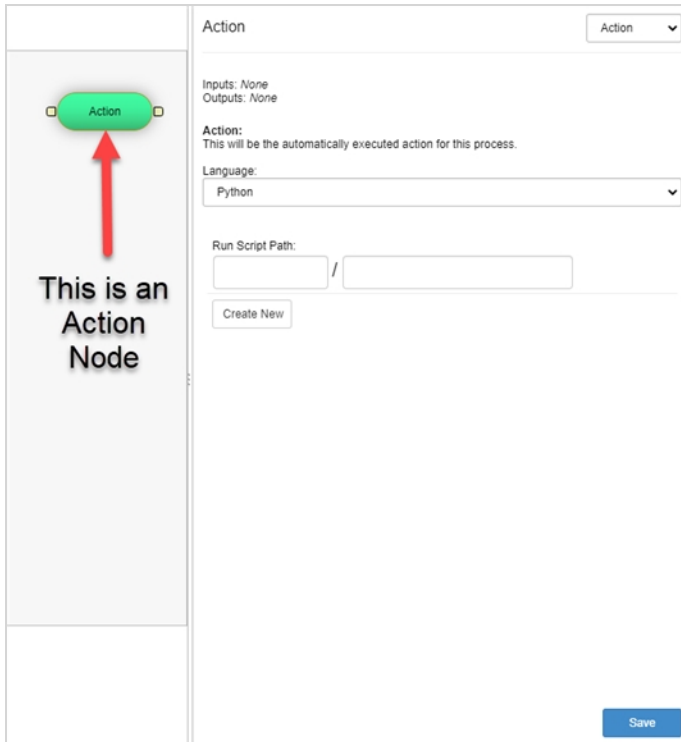 Action
Action
Inputs: None
Outputs: None
Action
Action:
This will be the automatically executed action for this process.
Language:
Python
Run Script Path:
/
This is an
Action
Node
Create New
Save